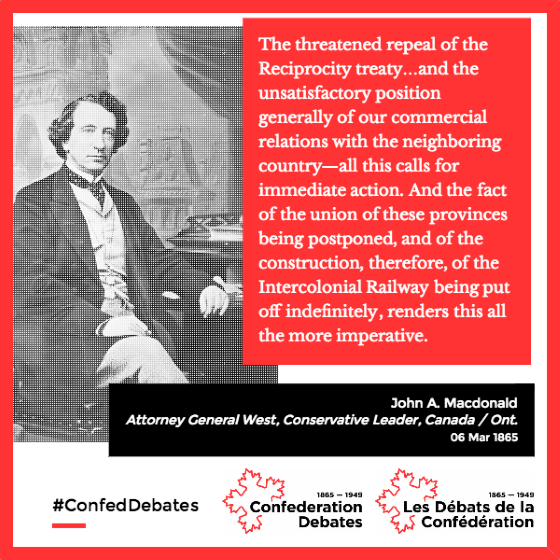 The threatened repeal of the
Reciprocity treaty...and the
unsatisfactory position
generally of our commercial
relations with the neighboring
country—all this calls for
immediate action. And the fact
of the union of these provinces
being postponed, and of the
construction, therefore, of the
Intercolonial Railway being put
off indefinitely, renders this all
the more imperative.
John A. Macdonald
Attorney General West, Conservative Leader, Canada / Ont.
06 Mar 1865
#ConfedDebates
1865 — 1949
Confederation
Debates
1865 — 1949
Les Débats de la
Confédération